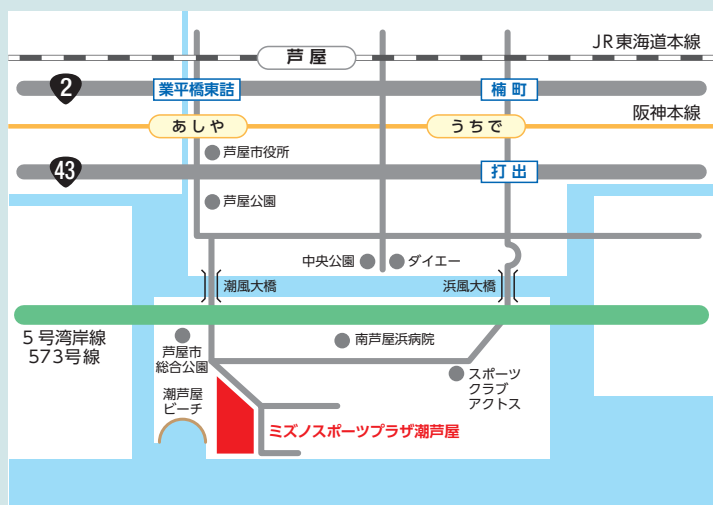 JR東海道本線
芦屋
2
業平橋東詰
楠町
阪神本線
あしや
うちで
芦屋市役所
43
打出
芦屋公園
中央公園
ダイエー
潮風大橋
浜風大橋
5号湾岸線
573号線
芦屋市
総合公園
南芦屋浜病院
スポーツ
クラブ
アクトス
潮芦屋
ビーチ
ミズノスポーツプラザ潮芦屋